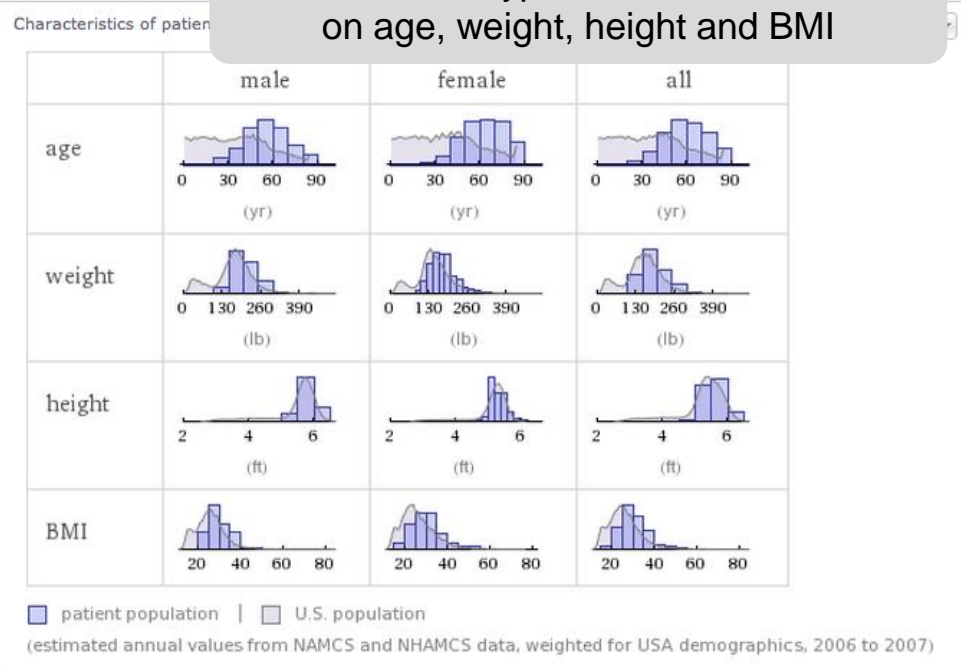 on age, weight, height and BMI
Characteristics of
male female all
age
0 30 60 90 0 30 60 90 0 30 60 90
(yr) (yr) (yr)
weight
0 130 260 390 0 130 260 390 0 130 260 390
(lb) (lb) (lb)
height
2 4 6 2 4 6 2 4 6
(ft) (ft) (ft)
BMI
20 40 60 80 20 40 60 80 20 40 60 80
patient population | U.S. population
(estimated annual values from NAMCS and NHAMCS data, weighted for USA demographics, 2006 to 2007)